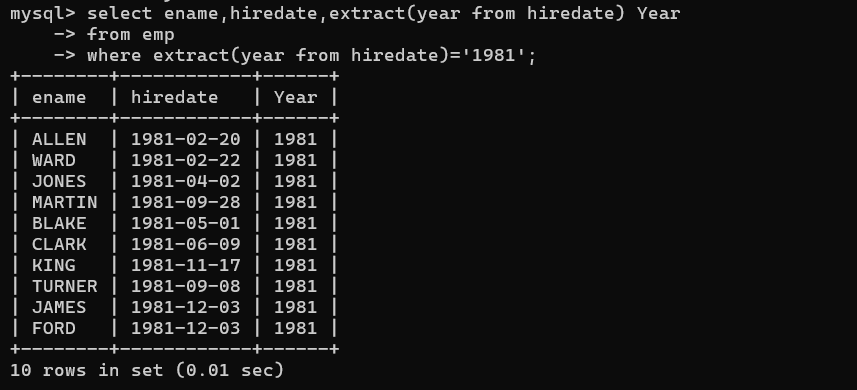 mysql> select ename,hiredate,extract(year from hiredate) Year
    -> from emp
    -> where extract(year from hiredate)='1981';
+--------+------------+------+
| ename  | hiredate   | Year |
+--------+------------+------+
| ALLEN  | 1981-02-20 | 1981 |
| WARD   | 1981-02-22 | 1981 |
| JONES  | 1981-04-02 | 1981 |
| MARTIN | 1981-09-28 | 1981 |
| BLAKE  | 1981-05-01 | 1981 |
| CLARK  | 1981-06-09 | 1981 |
| KING   | 1981-11-17 | 1981 |
| TURNER | 1981-09-08 | 1981 |
| JAMES  | 1981-12-03 | 1981 |
| FORD   | 1981-12-03 | 1981 |
+--------+------------+------+
10 rows in set (0.01 sec)